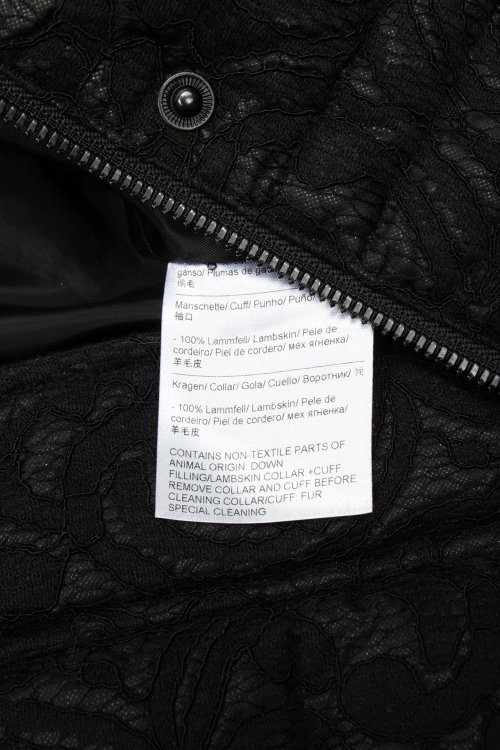 ganso/ Plumas de
毛
Manschette/ Cuff/ Punho/
袖口
- 100% Lammfell/ Lambskin/ Pele de
cordeiro/ Piel de cordero/ мех ягненка/
羊毛皮
Kragen/ Collar/ Gola/ Cuello/ Воротник/ 领
- 100% Lammfell/ Lambskin/ Pele de
cordeiro/ Piel de cordero/ мех ягненка/
羊毛皮
CONTAINS NON-TEXTILE PARTS OF
ANIMAL ORIGIN: DOWN
FILLING/LAMBSKIN COLLAR +CUFF
REMOVE COLLAR AND CUFF BEFORE
CLEANING COLLAR/CUFF: FUR
SPECIAL CLEANING